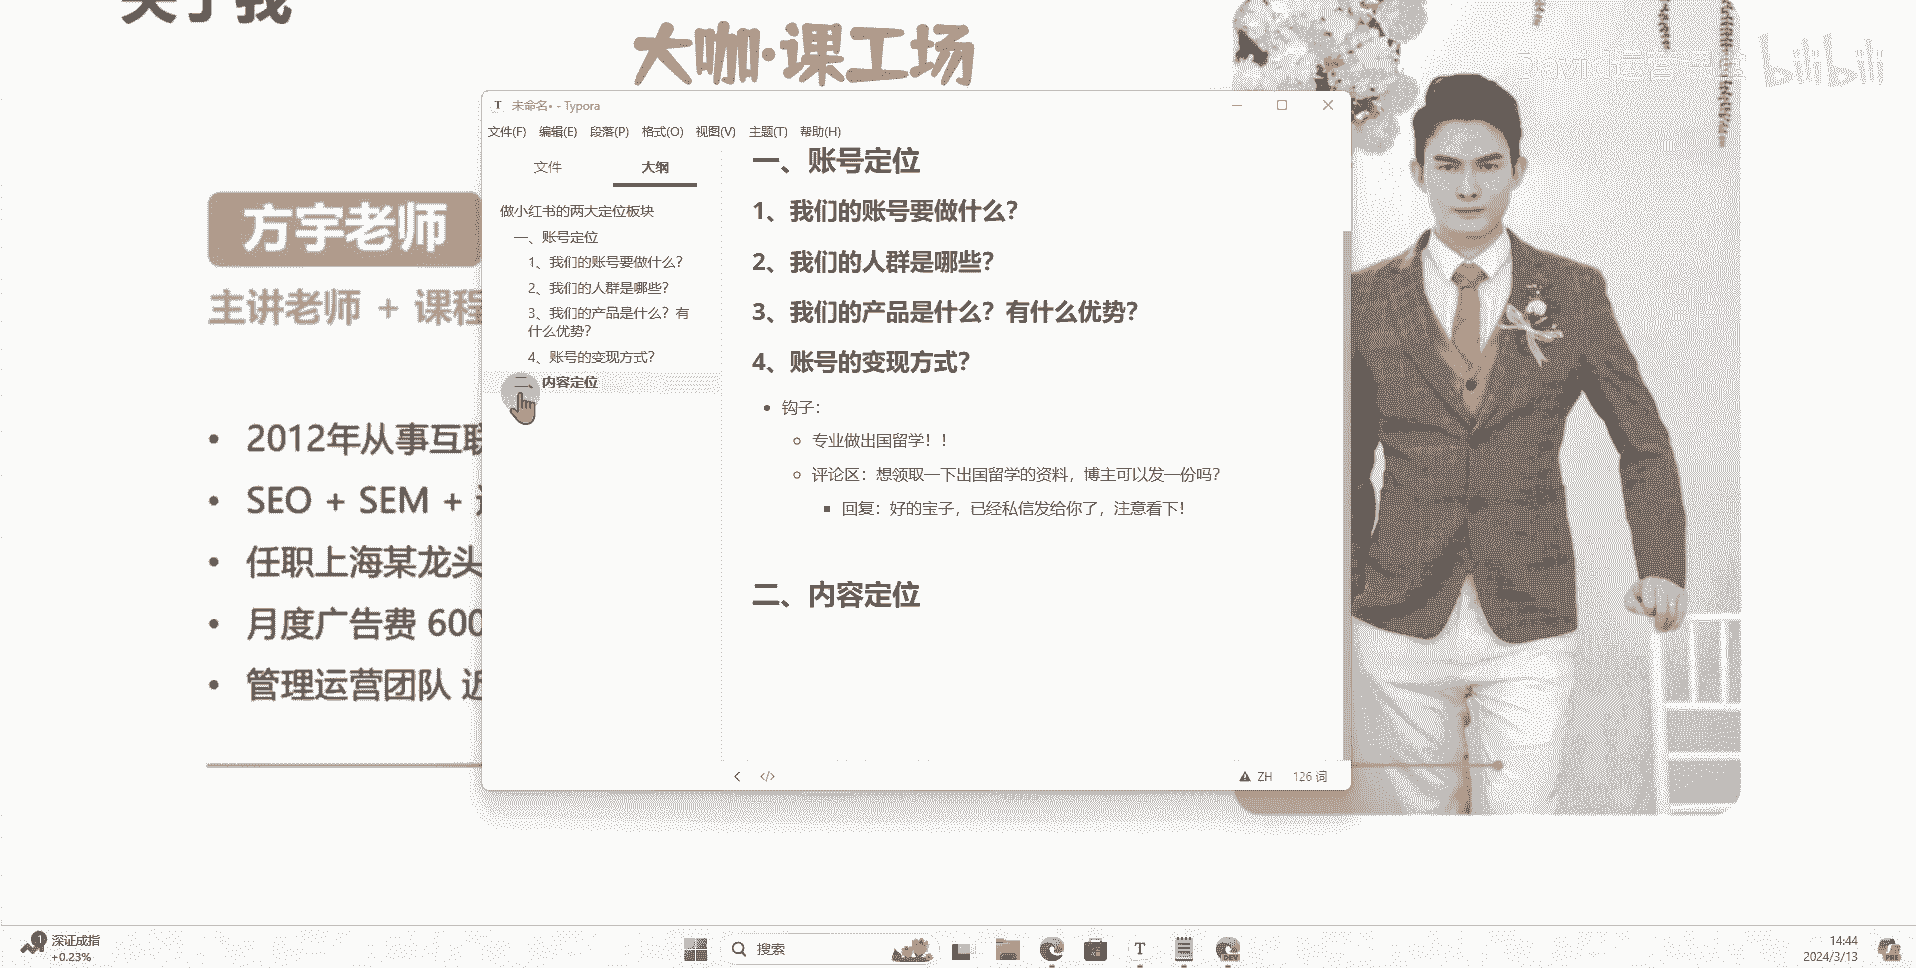 关于我
大咖·课工场
bilibili
方宇老师
主讲老师 + 课程
• 2012年从事互联
• SEO + SEM +
• 任职上海某龙头
• 月度广告费 600
• 管理运营团队 近
T 未命名• - Typora
文件(F) 编辑(E) 段落(P) 格式(O) 视图(V) 主题(T) 帮助(H)
文件 大纲
做小红书的两大定位板块
一、账号定位
1、我们的账号要做什么？
2、我们的人群是哪些？
3、我们的产品是什么？有
什么优势？
4、账号的变现方式？
二、内容定位
一、账号定位
1、我们的账号要做什么？
2、我们的人群是哪些？
3、我们的产品是什么？有什么优势？
4、账号的变现方式？
• 钩子：
○ 专业做出国留学！！
○ 评论区：想领取一下出国留学的资料，博主可以发一份吗？
▪ 回复：好的宝子，已经私信发给你了，注意看下！
二、内容定位
ZH 126 词
1 深证成指
+0.23%
搜索
T
DEV
14:44
2024/3/13
PRE